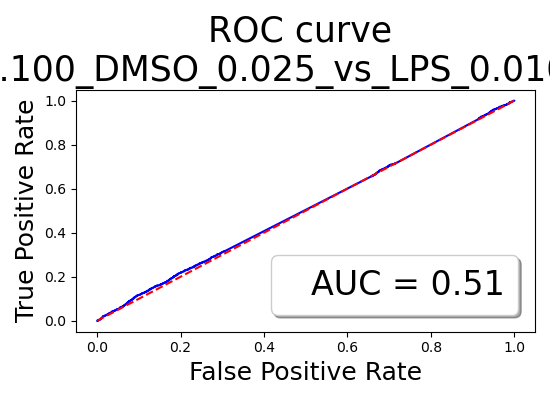 ROC curve
.100_DMSO_0.025_vs_LPS_0.010
True Positive Rate
1.0
0.8
0.6
0.4
0.2
0.0
AUC = 0.51
0.0 0.2 0.4 0.6 0.8 1.0
False Positive Rate